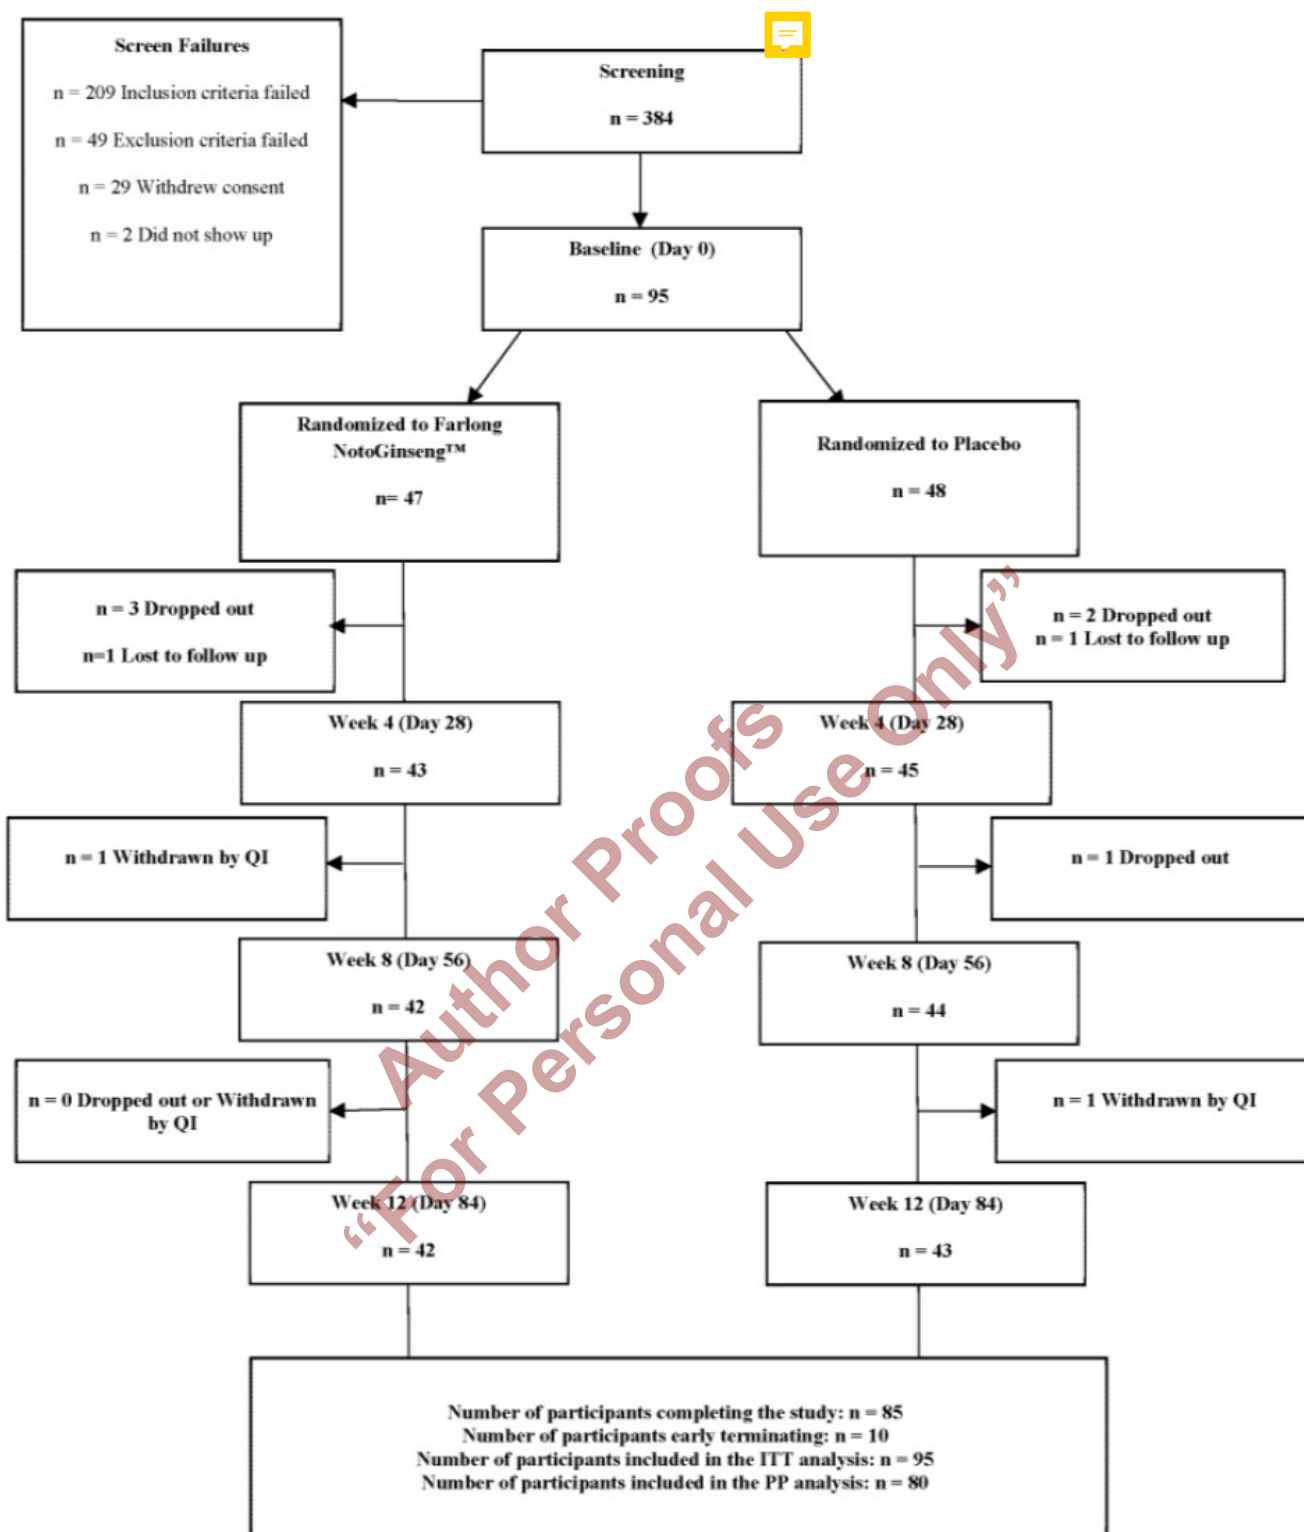 Screen Failures
n = 209 Inclusion criteria failed
n = 49 Exclusion criteria failed
n = 29 Withdrew consent
n = 2 Did not show up
Screening
n = 384
Baseline (Day 0)
n = 95
Randomized to Farlong
NotoGinseng™
n= 47
Randomized to Placebo
n = 48
n = 3 Dropped out
n=1 Lost to follow up
n = 2 Dropped out
n = 1 Lost to follow up
Week 4 (Day 28)
n = 43
Week 4 (Day 28)
n = 45
n = 1 Withdrawn by QI
n = 1 Dropped out
Week 8 (Day 56)
n = 42
Week 8 (Day 56)
n = 44
n = 0 Dropped out or Withdrawn
by QI
n = 1 Withdrawn by QI
Week 12 (Day 84)
n = 42
Week 12 (Day 84)
n = 43
Number of participants completing the study: n = 85
Number of participants early terminating: n = 10
Number of participants included in the ITT analysis: n = 95
Number of participants included in the PP analysis: n = 80
Author Proofs
“For Personal Use Only”